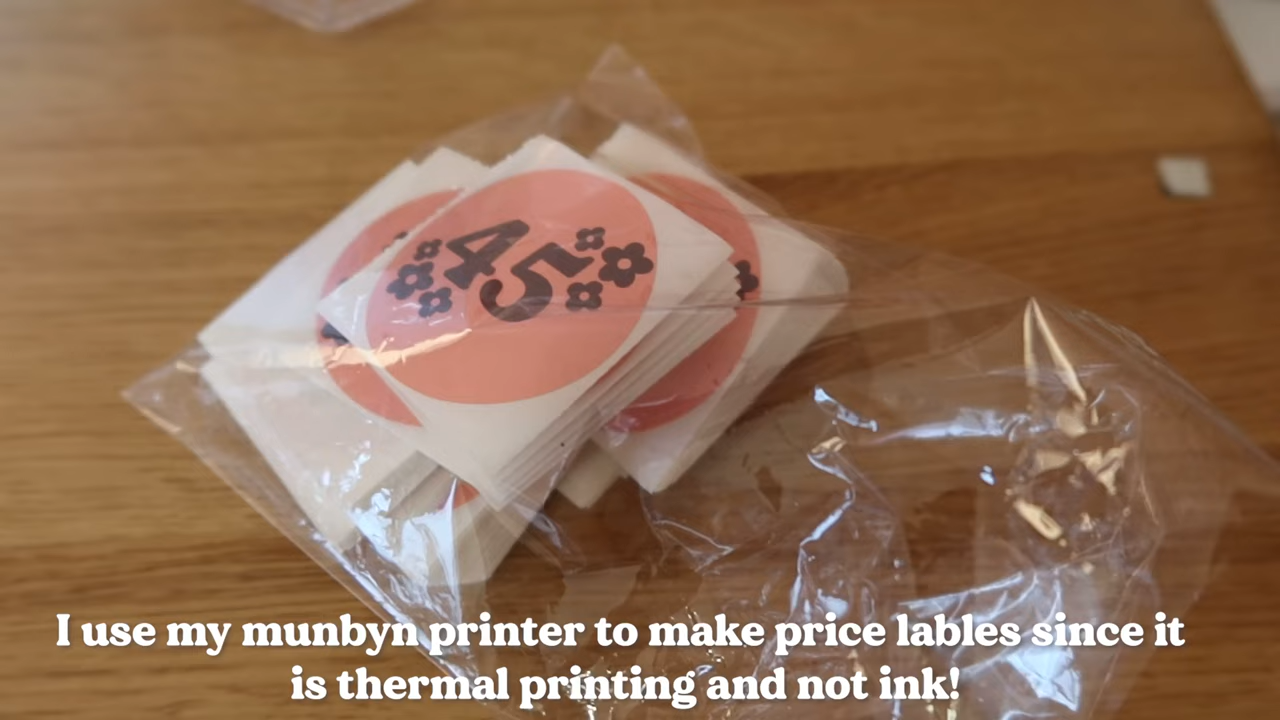 45
I use my munbyn printer to make price lables since it
is thermal printing and not ink!